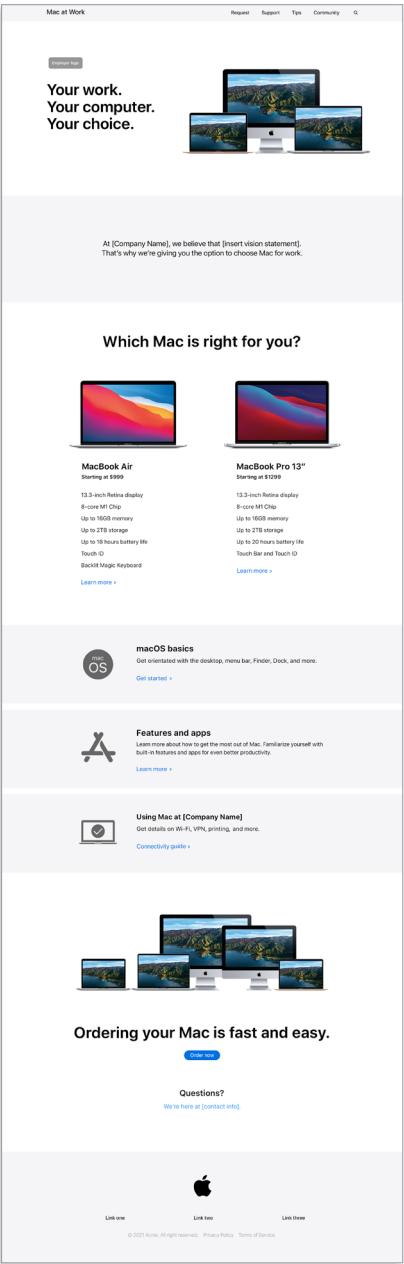 Mac at Work
Request Support Tips Community
Employer logo
Your work.
Your computer.
Your choice.
At [Company Name], we believe that [insert vision statement].
That's why we're giving you the option to choose Mac for work.
Which Mac is right for you?
MacBook Air
Starting at $999
13.3-inch Retina display
8-core M1 Chip
Up to 16GB memory
Up to 2TB storage
Up to 18 hours battery life
Touch ID
Backlit Magic Keyboard
Learn more >
MacBook Pro 13”
Starting at $1299
13.3-inch Retina display
8-core M1 Chip
Up to 16GB memory
Up to 2TB storage
Up to 20 hours battery life
Touch Bar and Touch ID
Learn more >
mac
OS
macOS basics
Get orientated with the desktop, menu bar, Finder, Dock, and more.
Get started >
Features and apps
Learn more about how to get the most out of Mac. Familiarize yourself with
built-in features and apps for even better productivity.
Learn more >
Using Mac at [Company Name]
Get details on Wi-Fi, VPN, printing, and more.
Connectivity guide >
Ordering your Mac is fast and easy.
Order now
Questions?
We're here at [contact info].
Link one Link two Link three
© 2021 Acme. All right reserved. Privacy Policy Terms of Service